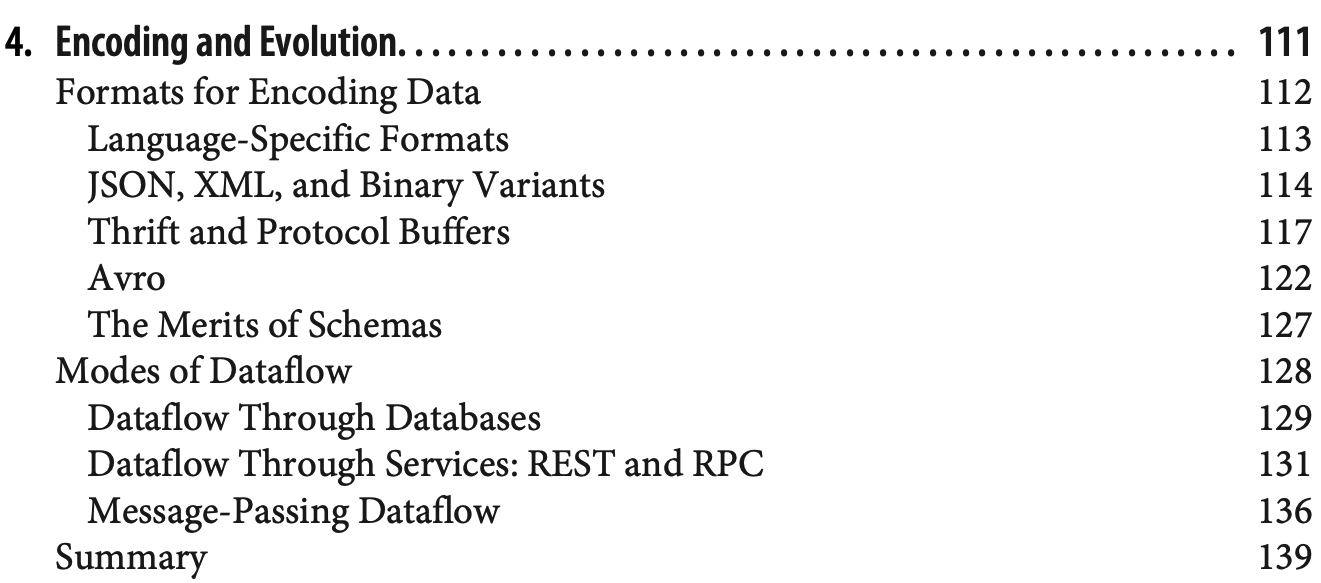 4. Encoding and Evolution. . . . . . . . . . . . . . . . . . . . . . . . . . . . . . . . . . . . . . . . . . . . . . . . . . . . 111
Formats for Encoding Data 112
Language-Specific Formats 113
JSON, XML, and Binary Variants 114
Thrift and Protocol Buffers 117
Avro 122
The Merits of Schemas 127
Modes of Dataflow 128
Dataflow Through Databases 129
Dataflow Through Services: REST and RPC 131
Message-Passing Dataflow 136
Summary 139